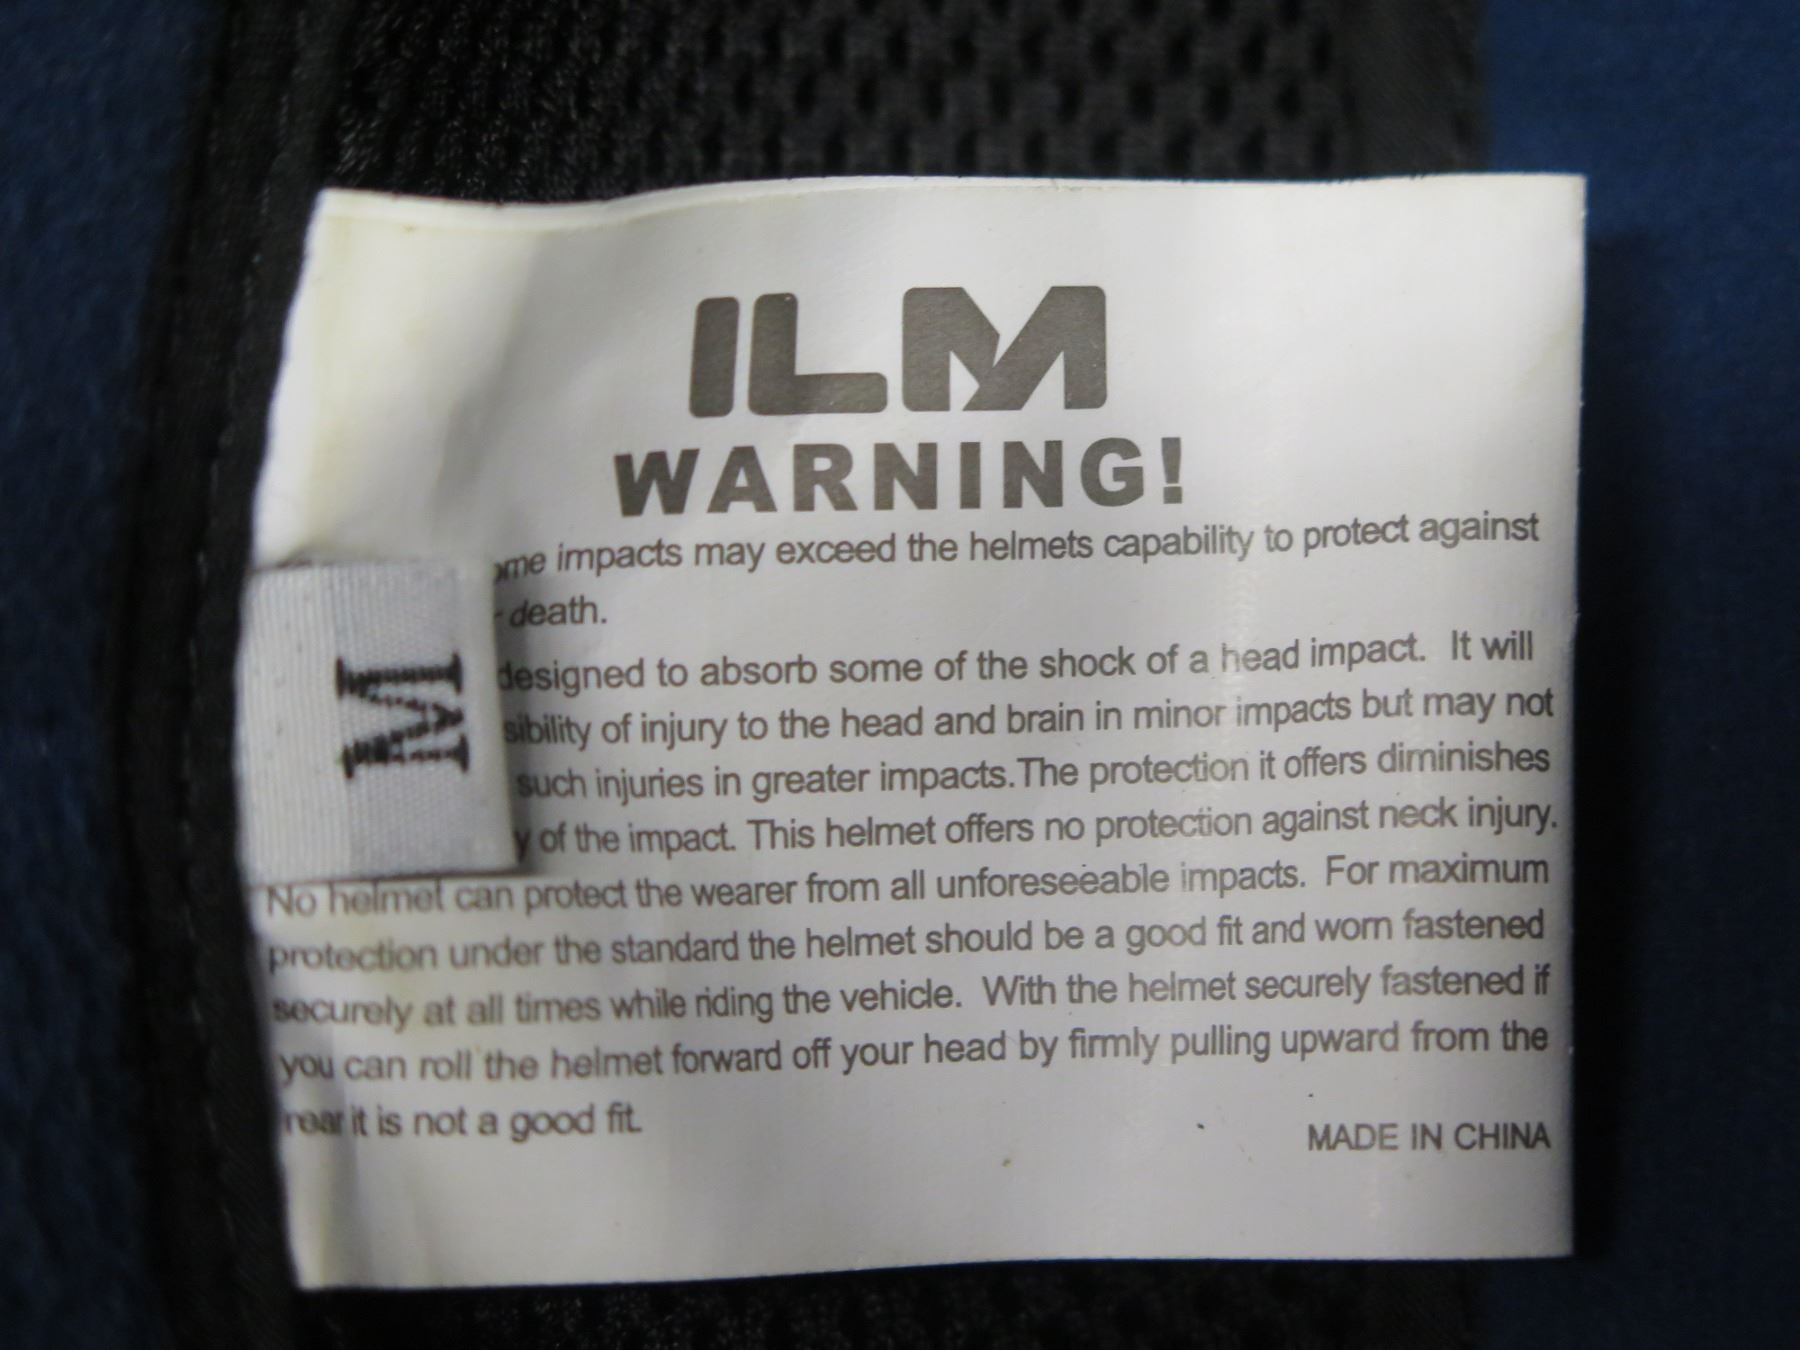 ILM
WARNING!
impacts may exceed the helmets capability to protect against
death.
M
designed to absorb some of the shock of a head impact. It will
of injury to the head and brain in minor impacts but may not
such injuries in greater impacts.The protection it offers diminishes
of the impact. This helmet offers no protection against neck injury.
No helmet can protect the wearer from all unforeseeable impacts. For maximum
protection under the standard the helmet should be a good fit and worn fastened
securely at all times while riding the vehicle. With the helmet securely fastened if
you can roll the helmet forward off your head by firmly pulling upward from the
rear it is not a good fit.
MADE IN CHINA